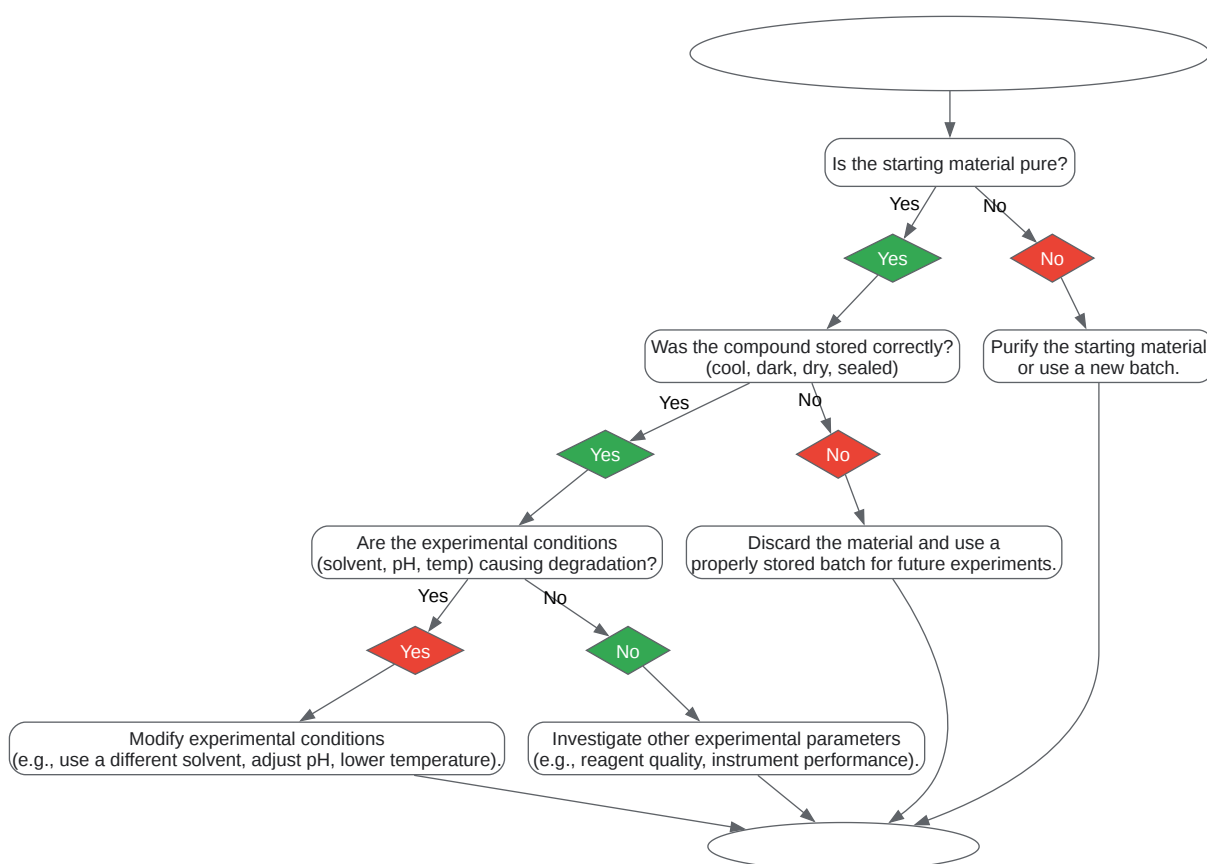 Is the starting material pure?
Yes
No
Yes
No
Was the compound stored correctly?
(cool, dark, dry, sealed)
Purify the starting material
or use a new batch.
Yes
No
Yes
No
Are the experimental conditions
(solvent, pH, temp) causing degradation?
Discard the material and use a
properly stored batch for future experiments.
Yes
No
Yes
No
Modify experimental conditions
(e.g., use a different solvent, adjust pH, lower temperature).
Investigate other experimental parameters
(e.g., reagent quality, instrument performance).